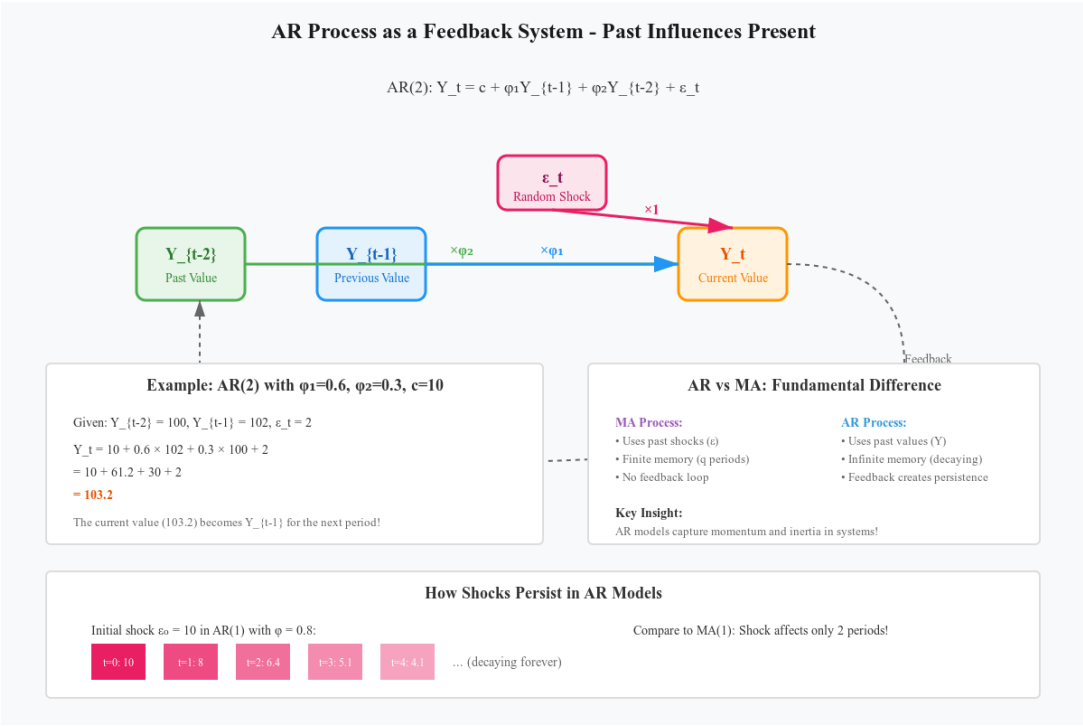 AR Process as a Feedback System - Past Influences Present
AR(2): Y_t = c + φ₁Y_{t-1} + φ₂Y_{t-2} + ε_t
ε_t
Random Shock
×1
Y_{t-2}
Past Value
Y_{t-1}
Previous Value
×φ₂
×φ₁
Y_t
Current Value
Feedback
Example: AR(2) with φ₁=0.6, φ₂=0.3, c=10
Given: Y_{t-2} = 100, Y_{t-1} = 102, ε_t = 2
Y_t = 10 + 0.6 × 102 + 0.3 × 100 + 2
= 10 + 61.2 + 30 + 2
= 103.2
The current value (103.2) becomes Y_{t-1} for the next period!
AR vs MA: Fundamental Difference
MA Process:
• Uses past shocks (ε)
• Finite memory (q periods)
• No feedback loop
AR Process:
• Uses past values (Y)
• Infinite memory (decaying)
• Feedback creates persistence
Key Insight:
AR models capture momentum and inertia in systems!
How Shocks Persist in AR Models
Initial shock ε₀ = 10 in AR(1) with φ = 0.8:
t=0: 10
t=1: 8
t=2: 6.4
t=3: 5.1
t=4: 4.1
... (decaying forever)
Compare to MA(1): Shock affects only 2 periods!